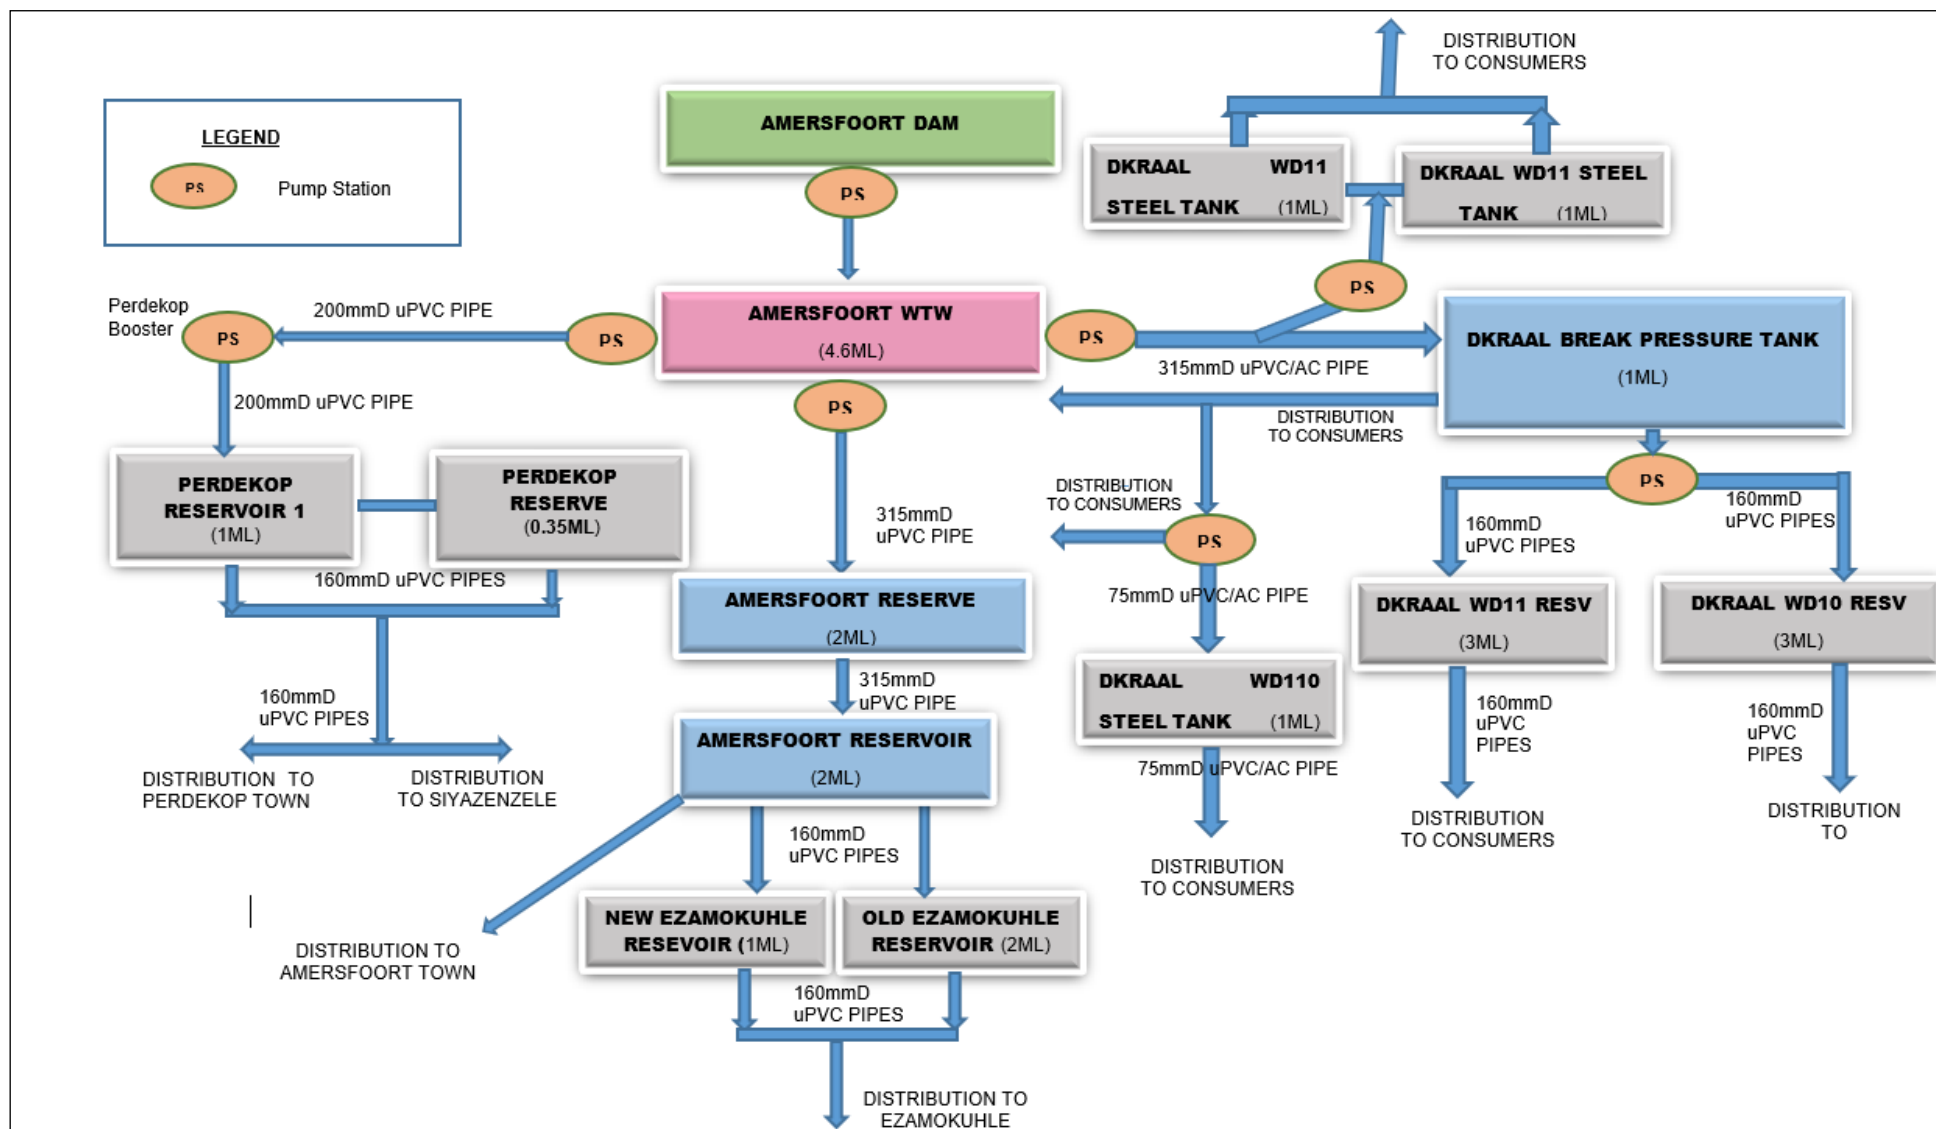 DISTRIBUTION
TO CONSUMERS
LEGEND
PS
Pump Station
AMERSFOORT DAM
PS
DKRAAL WD11
STEEL TANK (1ML)
DKRAAL WD11 STEEL
TANK (1ML)
PS
Perdekop
Booster
PS
200mmD uPVC PIPE
PS
AMERSFOORT WTW
(4.6ML)
PS
315mmD uPVC/AC PIPE
DKRAAL BREAK PRESSURE TANK
(1ML)
200mmD uPVC PIPE
PS
DISTRIBUTION
TO CONSUMERS
PERDEKOP
RESERVOIR 1
(1ML)
PERDEKOP
RESERVE
(0.35ML)
315mmD
uPVC PIPE
DISTRIBUTION
TO CONSUMERS
PS
PS
160mmD
uPVC PIPES
160mmD
uPVC PIPES
160mmD uPVC PIPES
AMERSFOORT RESERVE
(2ML)
75mmD uPVC/AC PIPE
DKRAAL WD11 RESV
(3ML)
DKRAAL WD10 RESV
(3ML)
160mmD
uPVC PIPES
315mmD
uPVC PIPE
DKRAAL WD110
STEEL TANK (1ML)
160mmD
uPVC
PIPES
160mmD
uPVC
PIPES
DISTRIBUTION TO
PERDEKOP TOWN
DISTRIBUTION
TO SIYAZENZELE
AMERSFOORT RESERVOIR
(2ML)
75mmD uPVC/AC PIPE
160mmD
uPVC PIPES
DISTRIBUTION
TO CONSUMERS
DISTRIBUTION
TO CONSUMERS
DISTRIBUTION
TO
DISTRIBUTION TO
AMERSFOORT TOWN
NEW EZAMOKUHLE
RESEVOIR (1ML)
OLD EZAMOKUHLE
RESERVOIR (2ML)
160mmD
uPVC PIPES
DISTRIBUTION TO
EZAMOKUHLE